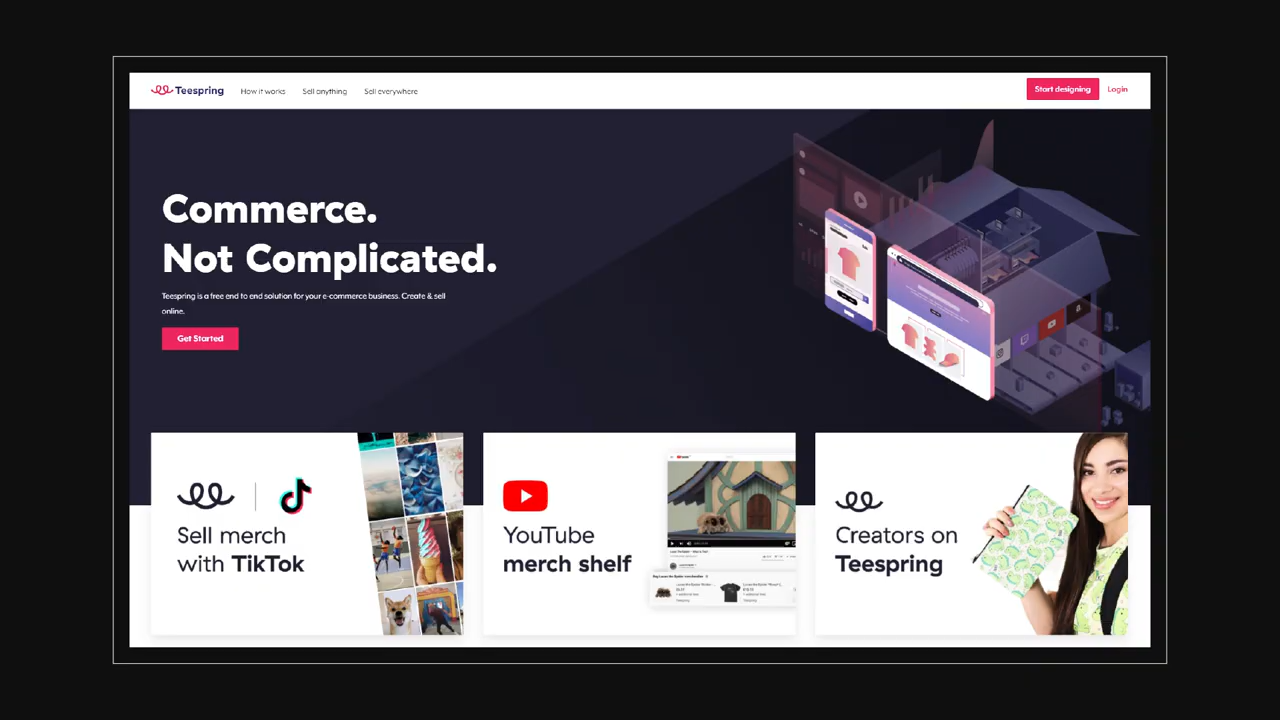 Teespring
How it works
Sell anything
Sell everywhere
Start designing
Login
Commerce.
Not Complicated.
Teespring is a free end to end solution for your e-commerce business. Create & sell
online.
Get Started
Sell merch
with TikTok
YouTube
merch shelf
Creators on
Teespring